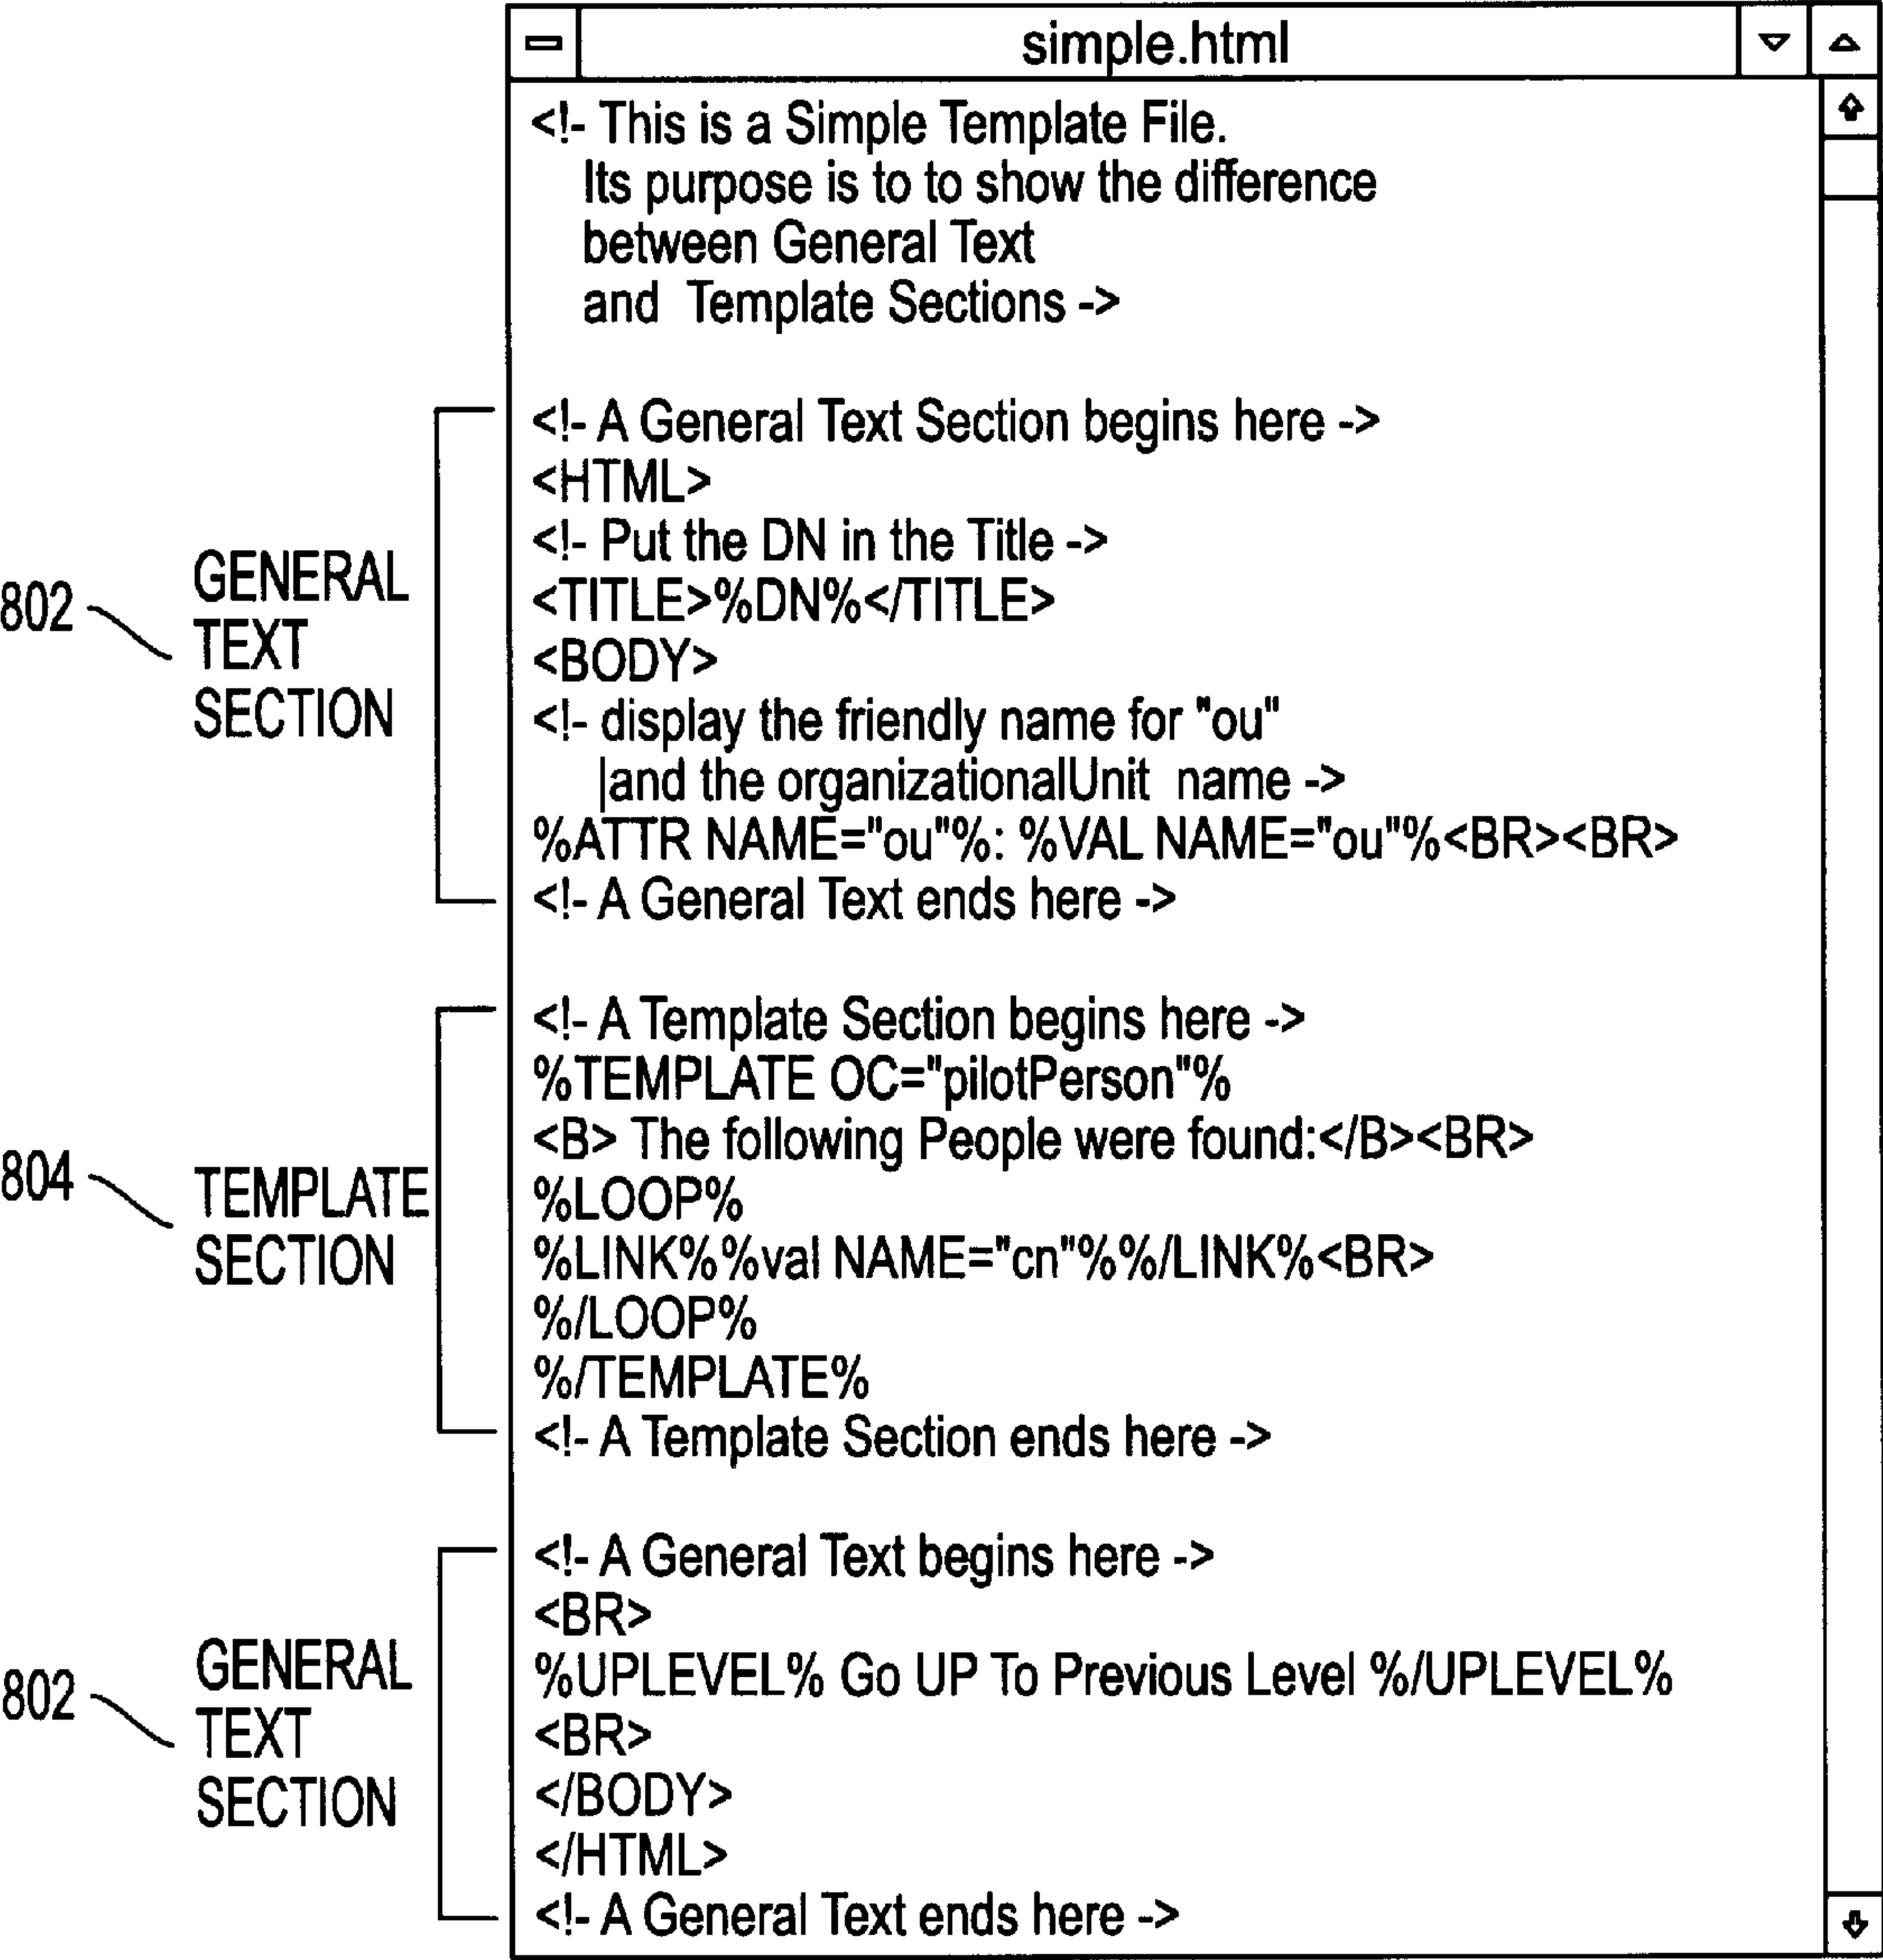 simple.html
<!- This is a Simple Template File.
Its purpose is to to show the difference
between General Text
and Template Sections ->
<!- A General Text Section begins here ->
<HTML>
<!- Put the DN in the Title ->
<TITLE>%DN%</TITLE>
<BODY>
<!- display the friendly name for "ou"
|and the organizationalUnit name ->
%ATTR NAME="ou"%: %VAL NAME="ou"%<BR><BR>
<!- A General Text ends here ->
802
GENERAL
TEXT
SECTION
<!- A Template Section begins here ->
%TEMPLATE OC="pilotPerson"%
<B> The following People were found:</B><BR>
%LOOP%
%LINK%%val NAME="cn"%%/LINK%<BR>
%/LOOP%
%/TEMPLATE%
<!- A Template Section ends here ->
804
TEMPLATE
SECTION
<!- A General Text begins here ->
<BR>
%UPLEVEL% Go UP To Previous Level %/UPLEVEL%
<BR>
</BODY>
</HTML>
<!- A General Text ends here ->
802
GENERAL
TEXT
SECTION